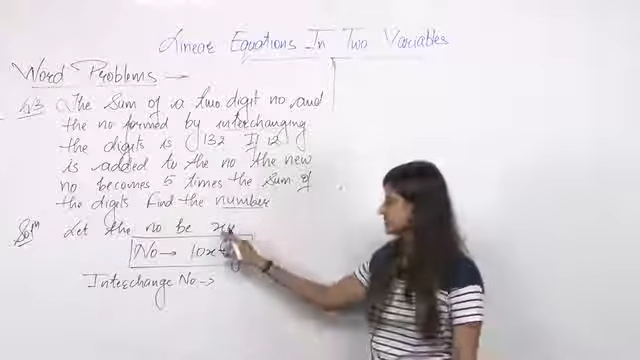 Linear Equations In Two Variables
Word Problems →
Q.3 The Sum of a two digit no and
the no formed by interchanging
the digits is 132 If 12
is added to the no the new
no becomes 5 times the sum of
the digits Find the number
Solⁿ Let the no be xy
No → 10x+
Interchange No. →